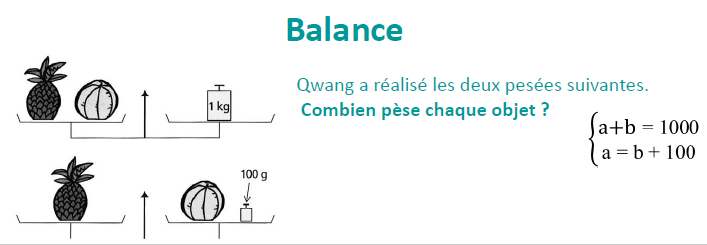 Balance
Qwang a réalisé les deux pesées suivantes.
Combien pèse chaque objet ?
1 kg
a+b = 1000
a = b + 100
100 g